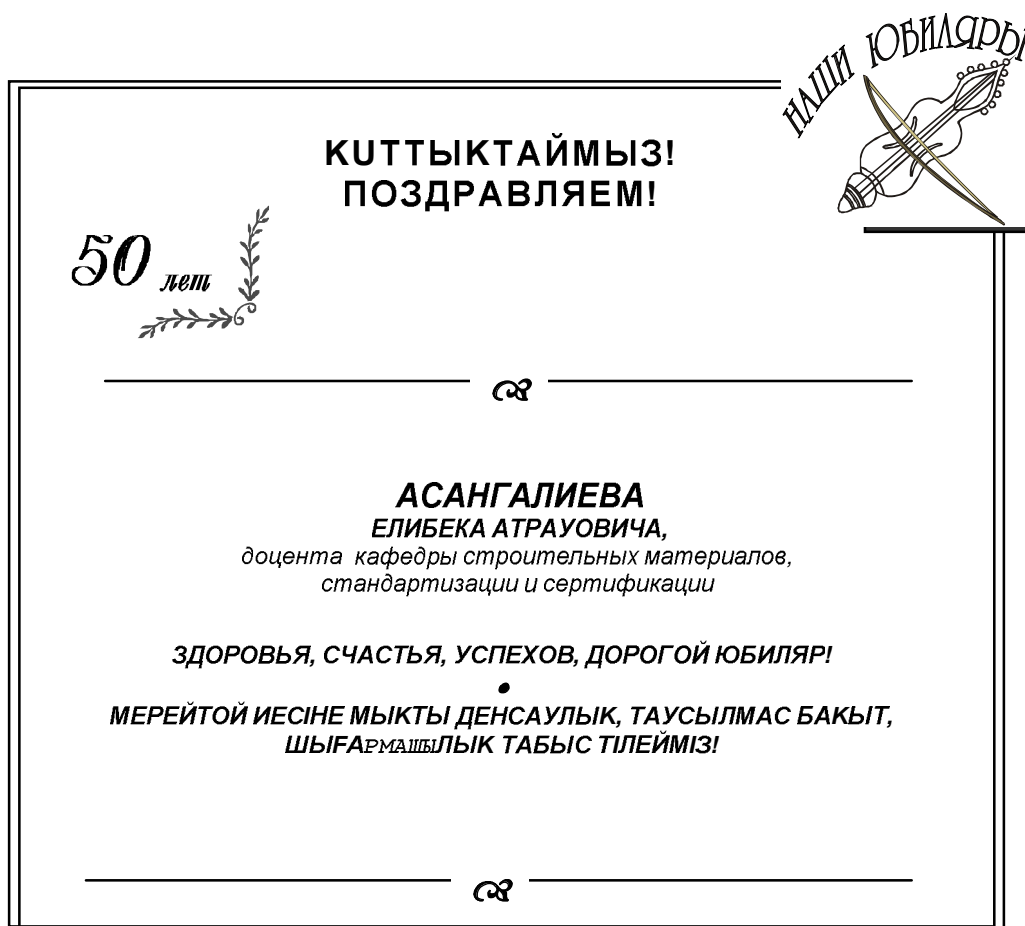 НАШИ ЮБИЛЯРЫ
КUТТЫКТАЙМЫЗ!
ПОЗДРАВЛЯЕМ!
50 лет
АСАНГАЛИЕВА
ЕЛИБЕКА АТРАУОВИЧА,
доцента кафедры строительных материалов,
стандартизации и сертификации
ЗДОРОВЬЯ, СЧАСТЬЯ, УСПЕХОВ, ДОРОГОЙ ЮБИЛЯР!
•
МЕРЕЙТОЙ ИЕСІНЕ МЫКТЫ ДЕНСАУЛЫК, ТАУСЫЛМАС БАКЫТ,
ШЫFАРМАШЫЛЫК ТАБЫС ТІЛЕЙМІЗ!